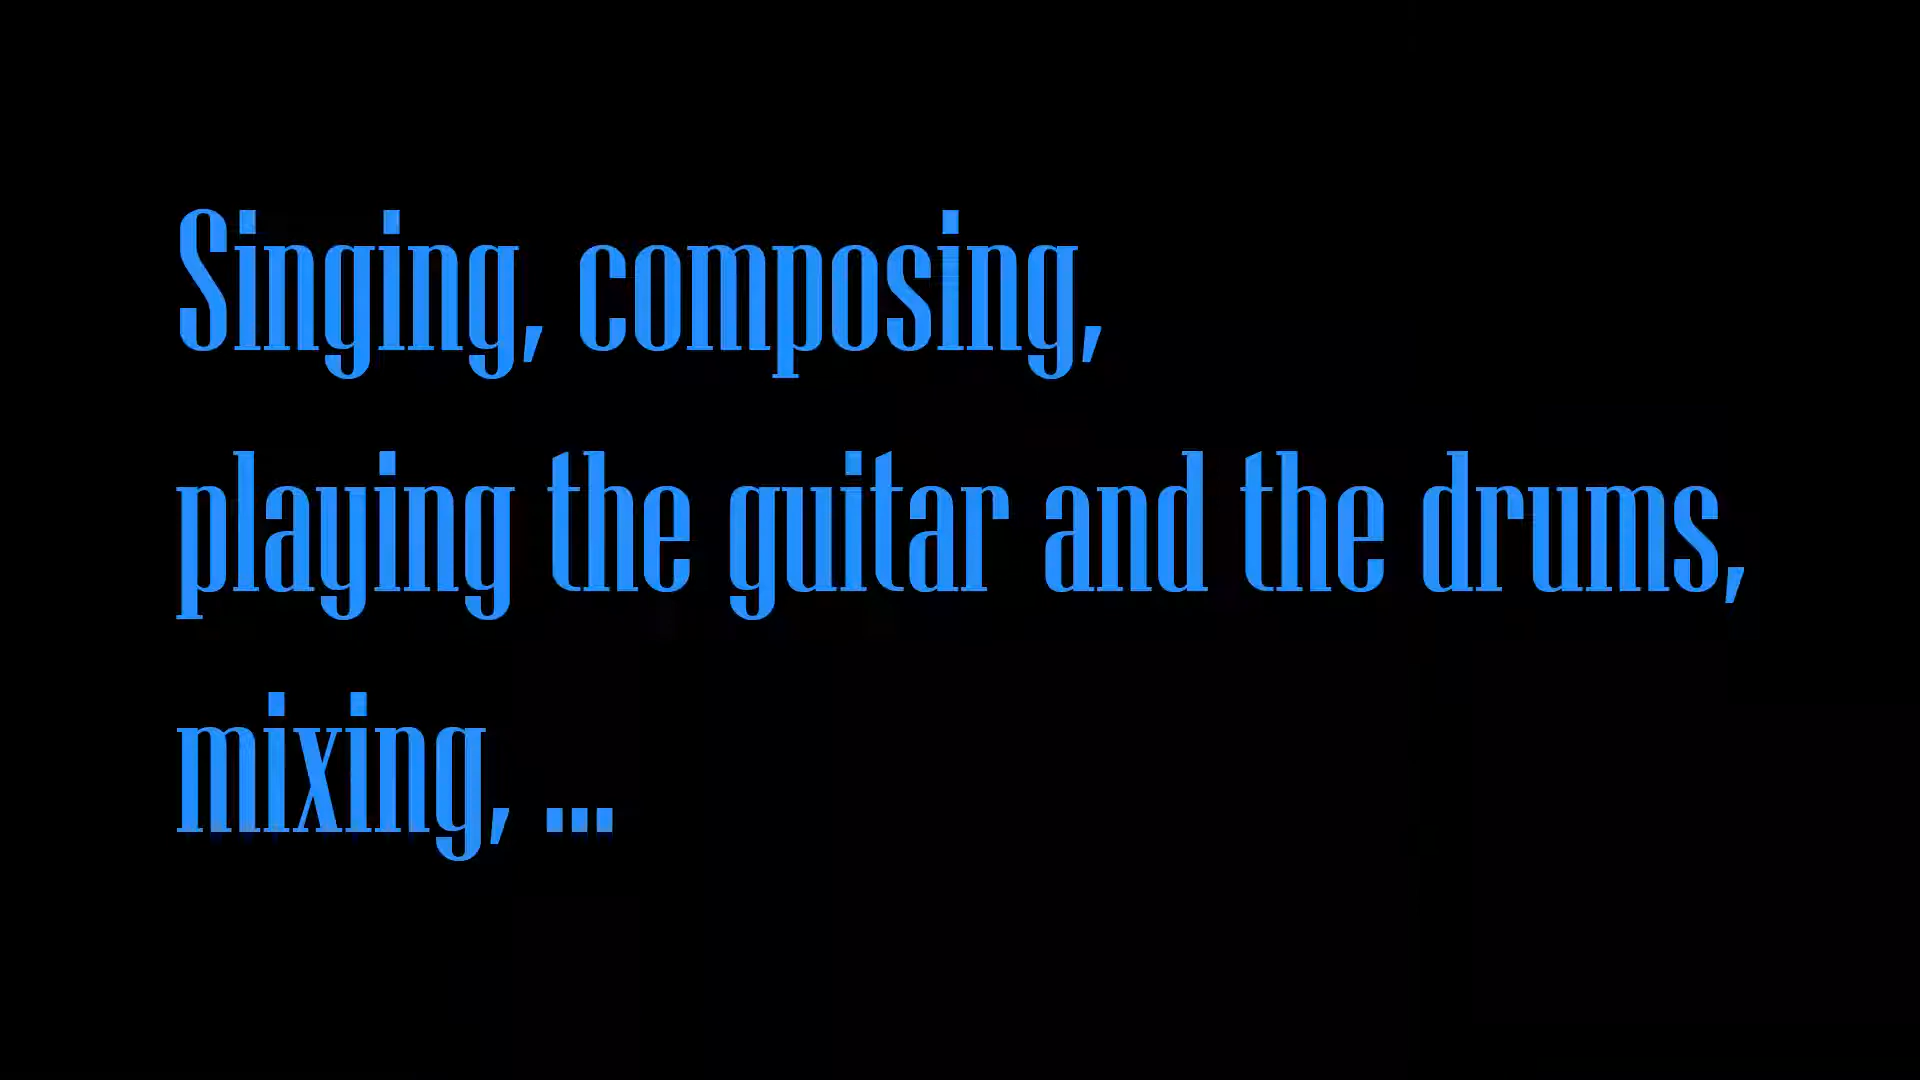 Singing, composing,
playing the guitar and the drums,
mixing, ...